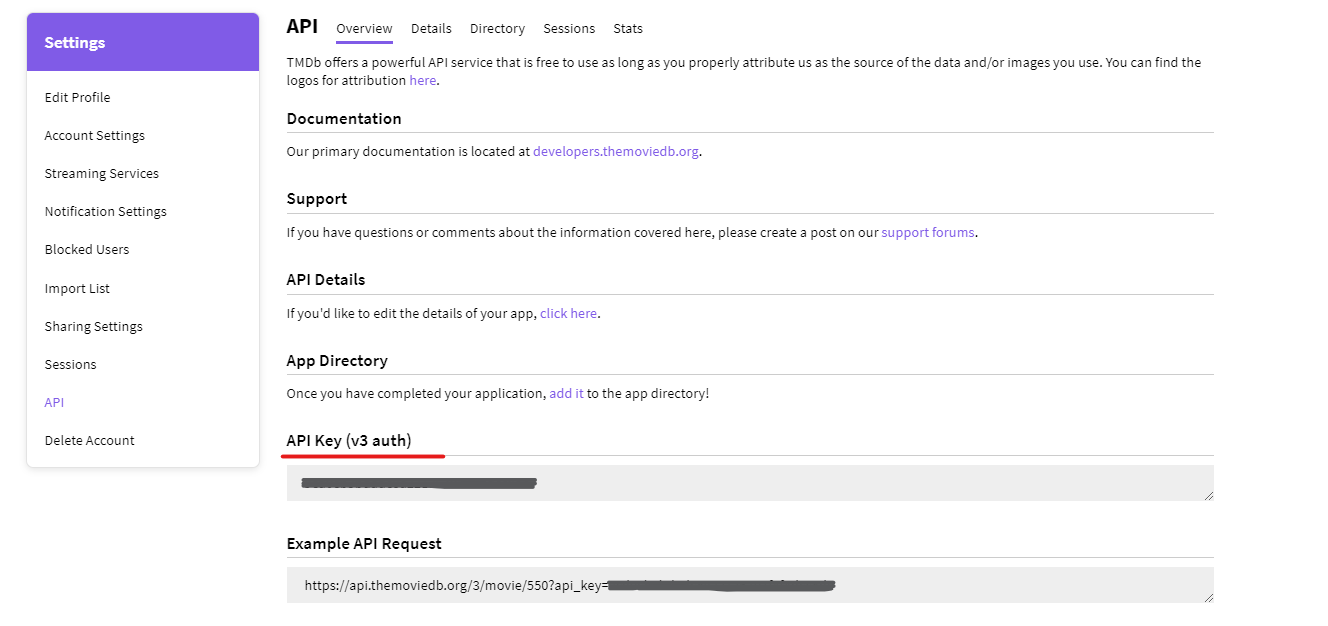 Settings
Edit Profile
Account Settings
Streaming Services
Notification Settings
Blocked Users
Import List
Sharing Settings
Sessions
API
Delete Account
API Overview Details Directory Sessions Stats
TMDb offers a powerful API service that is free to use as long as you properly attribute us as the source of the data and/or images you use. You can find the
logos for attribution here.
Documentation
Our primary documentation is located at developers.themoviedb.org.
Support
If you have questions or comments about the information covered here, please create a post on our support forums.
API Details
If you'd like to edit the details of your app, click here.
App Directory
Once you have completed your application, add it to the app directory!
API Key (v3 auth)
Example API Request
https://api.themoviedb.org/3/movie/550?api_key=